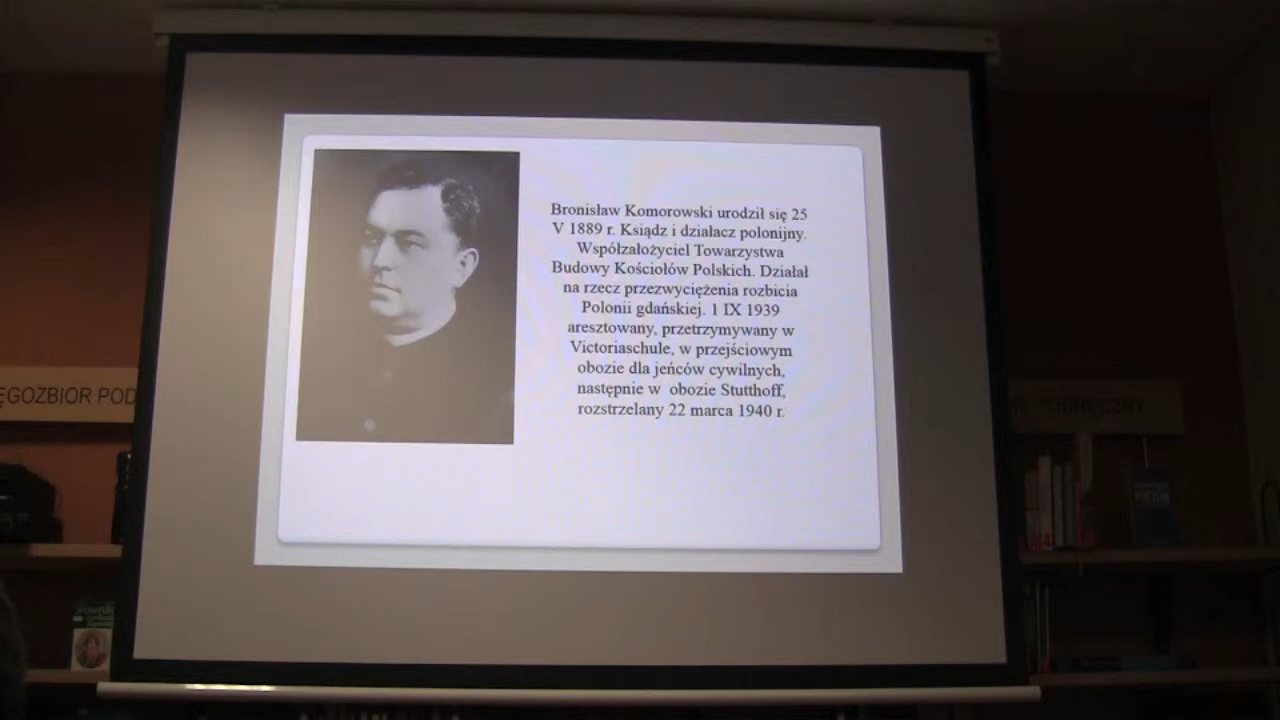 Bronisław Komorowski urodził się 25
V 1889 r. Ksiądz i działacz polonijny.
Współzałożyciel Towarzystwa
Budowy Kościołów Polskich. Działał
na rzecz przezwyciężenia rozbicia
Polonii gdańskiej. 1 IX 1939
aresztowany, przetrzymywany w
Victoriaschule, w przejściowym
obozie dla jeńców cywilnych,
następnie w obozie Stutthoff,
rozstrzelany 22 marca 1940 r.
ĘGOZBIOR POD